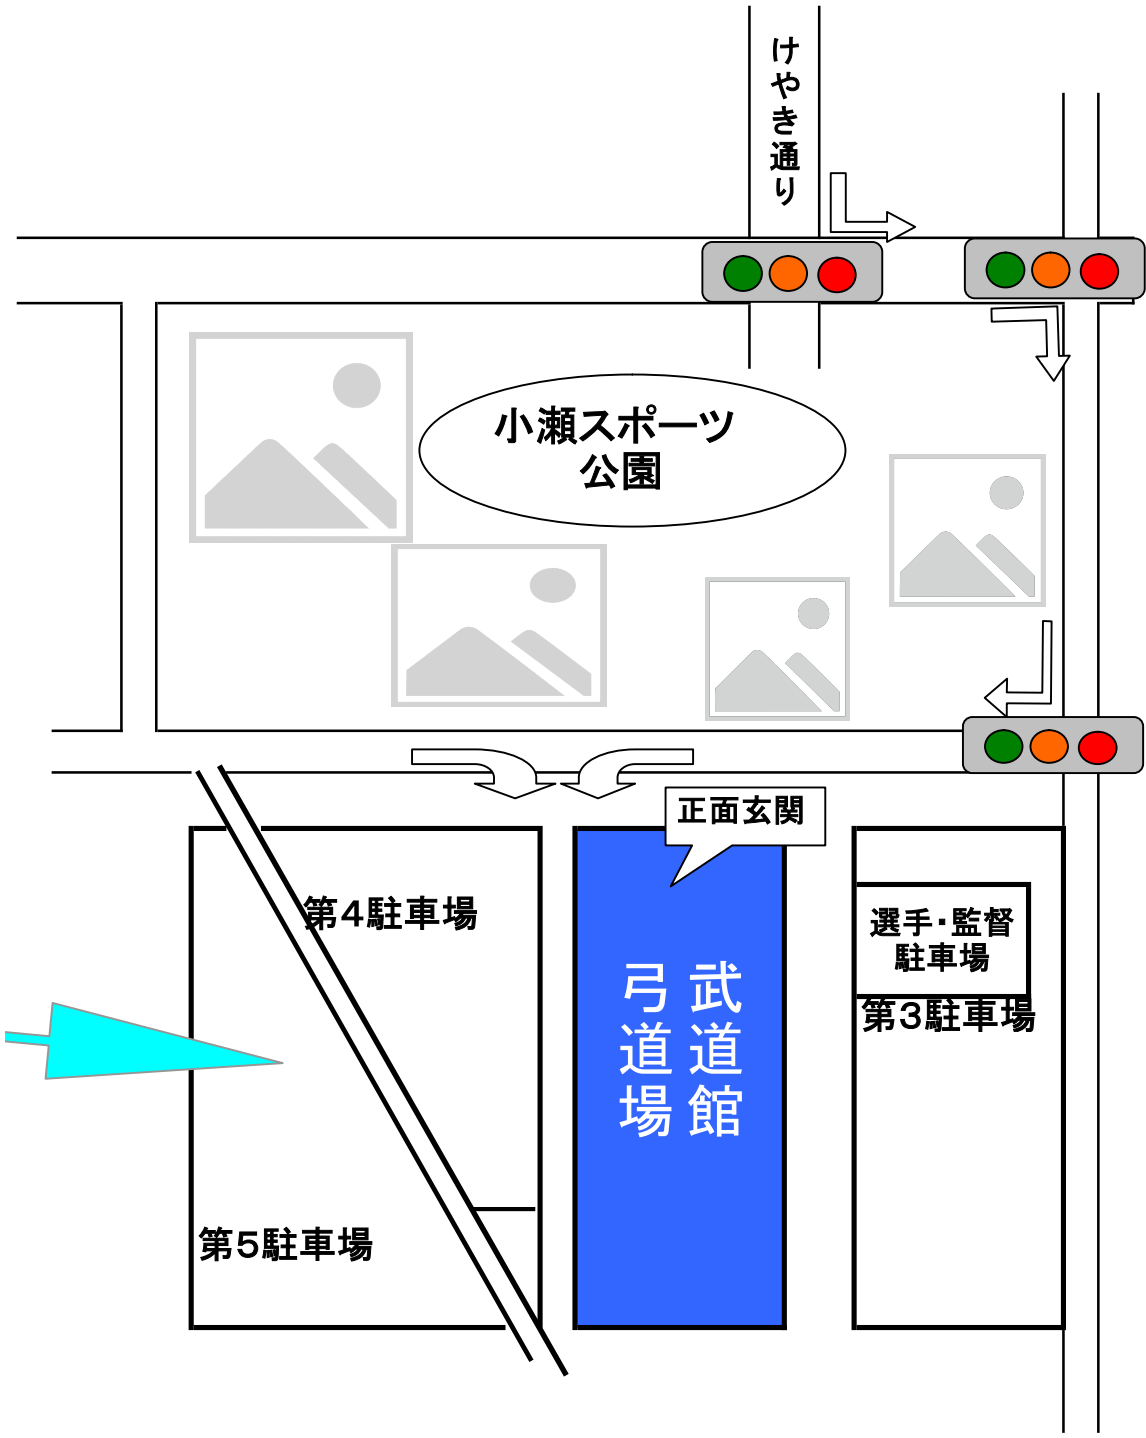 けやき通り
小瀬スポーツ
公園
正面玄関
第4駐車場
選手・監督
駐車場
第3駐車場
武道館
弓道場
第5駐車場